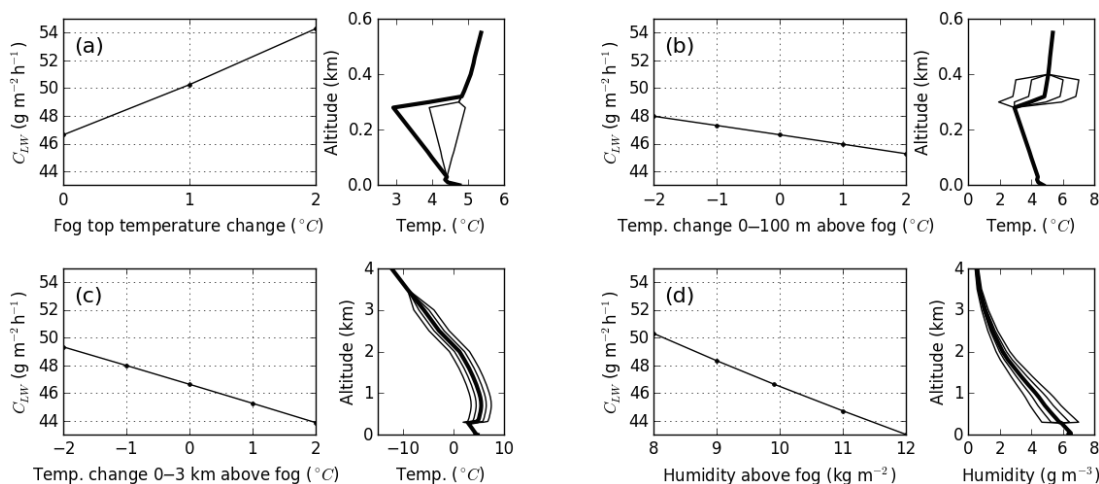 (a)
54
52
50
48
46
44
C_LW (g m⁻² h⁻¹)
0 1 2
Fog top temperature change (°C)
0.6
0.4
0.2
0.0
Altitude (km)
3 4 5 6
Temp. (°C)
(b)
54
52
50
48
46
44
C_LW (g m⁻² h⁻¹)
−2 −1 0 1 2
Temp. change 0–100 m above fog (°C)
0.6
0.4
0.2
0.0
Altitude (km)
0 2 4 6 8
Temp. (°C)
(c)
54
52
50
48
46
44
C_LW (g m⁻² h⁻¹)
−2 −1 0 1 2
Temp. change 0–3 km above fog (°C)
4
3
2
1
0
Altitude (km)
−10 0 10
Temp. (°C)
(d)
54
52
50
48
46
44
C_LW (g m⁻² h⁻¹)
8 9 10 11 12
Humidity above fog (kg m⁻²)
4
3
2
1
0
Altitude (km)
0 2 4 6 8
Humidity (g m⁻³)